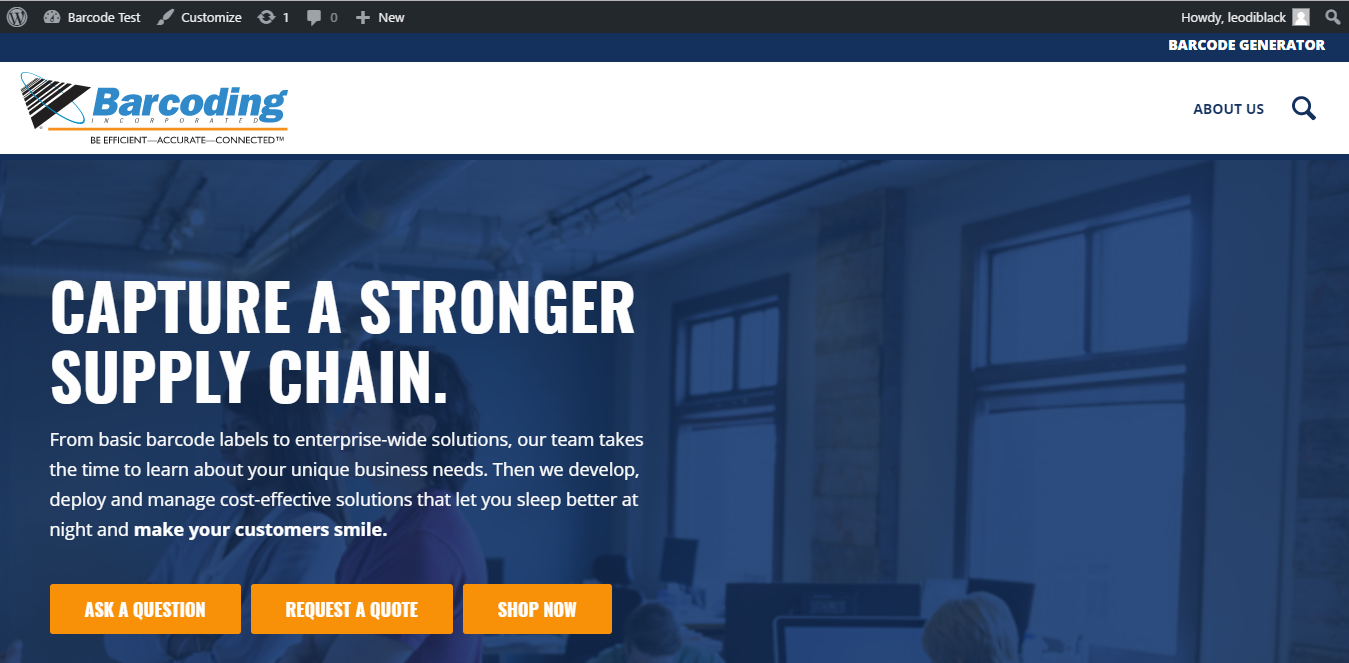 Barcode Test Customize 1 0 New Howdy, leodiblack
BARCODE GENERATOR
Barcoding
INCORPORATED
BE EFFICIENT—ACCURATE—CONNECTED™
ABOUT US
CAPTURE A STRONGER
SUPPLY CHAIN.
From basic barcode labels to enterprise-wide solutions, our team takes
the time to learn about your unique business needs. Then we develop,
deploy and manage cost-effective solutions that let you sleep better at
night and make your customers smile.
ASK A QUESTION REQUEST A QUOTE SHOP NOW